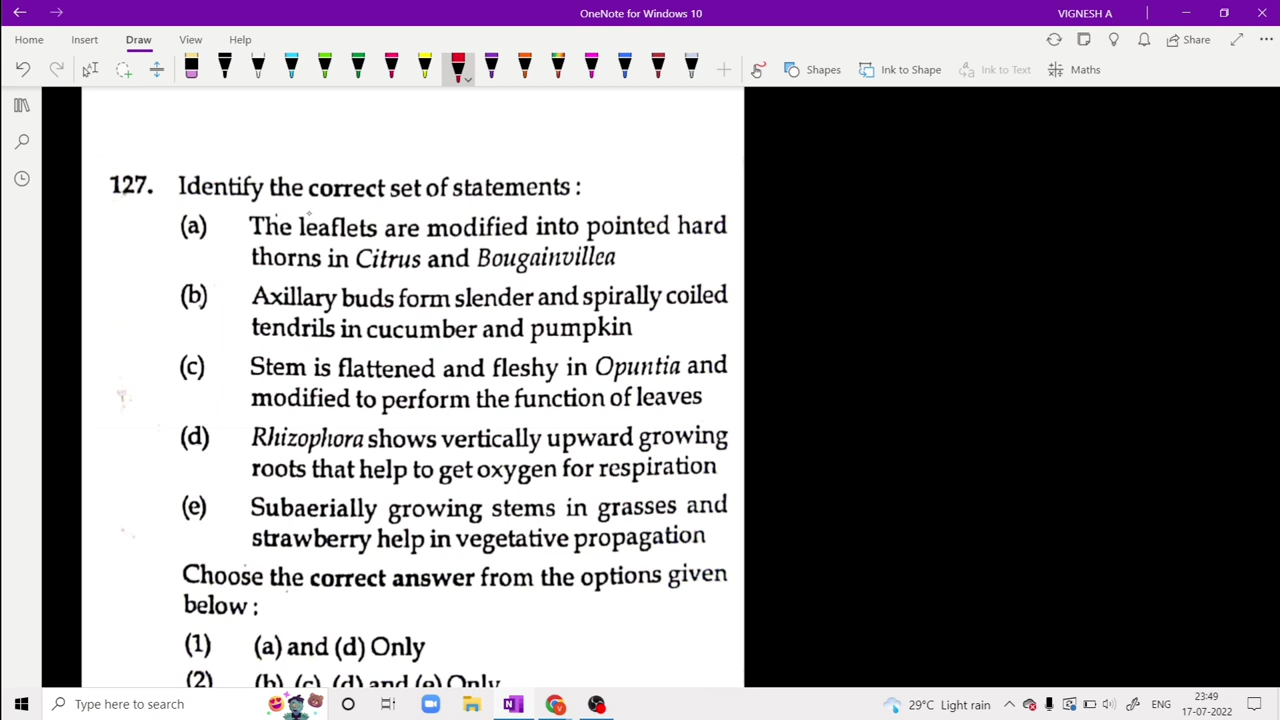 OneNote for Windows 10
VIGNESH A
Home Insert Draw View Help
Share
Shapes
Ink to Shape
Ink to Text
Maths
127. Identify the correct set of statements :
(a) The leaflets are modified into pointed hard
thorns in Citrus and Bougainvillea
(b) Axillary buds form slender and spirally coiled
tendrils in cucumber and pumpkin
(c) Stem is flattened and fleshy in Opuntia and
modified to perform the function of leaves
(d) Rhizophora shows vertically upward growing
roots that help to get oxygen for respiration
(e) Subaerially growing stems in grasses and
strawberry help in vegetative propagation
Choose the correct answer from the options given
below :
(1) (a) and (d) Only
(2) (b), (c), (d) and (e) Only
Type here to search
29°C Light rain
ENG
23:49
17-07-2022